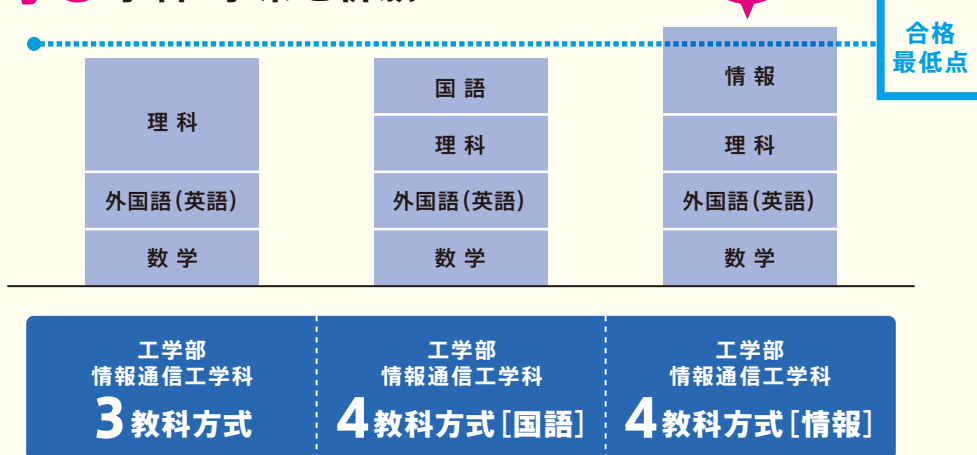 合格
最低点
理科
外国語(英語)
数学
国語
理科
外国語(英語)
数学
情報
理科
外国語(英語)
数学
工学部
情報通信工学科
3教科方式
工学部
情報通信工学科
4教科方式[国語]
工学部
情報通信工学科
4教科方式[情報]